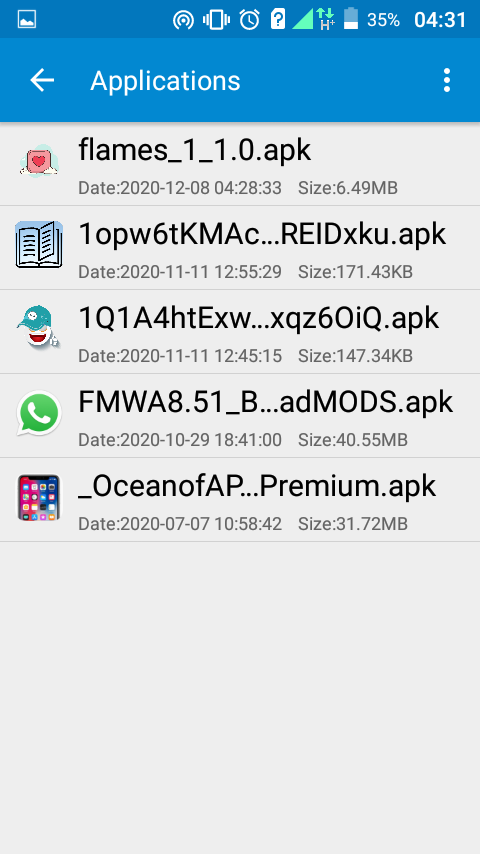 H+ 35% 04:31
Applications
flames_1_1.0.apk
Date:2020-12-08 04:28:33 Size:6.49MB
1opw6tKMAc...REIDxku.apk
Date:2020-11-11 12:55:29 Size:171.43KB
1Q1A4htExw...xqz6OiQ.apk
Date:2020-11-11 12:45:15 Size:147.34KB
FMWA8.51_B...adMODS.apk
Date:2020-10-29 18:41:00 Size:40.55MB
_OceanofAP...Premium.apk
Date:2020-07-07 10:58:42 Size:31.72MB